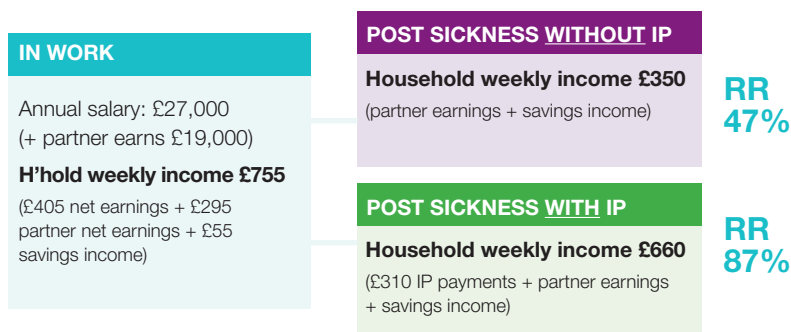 IN WORK
Annual salary: £27,000
(+ partner earns £19,000)
H'hold weekly income £755
(£405 net earnings + £295
partner net earnings + £55
savings income)
POST SICKNESS WITHOUT IP
Household weekly income £350
(partner earnings + savings income)
RR
47%
POST SICKNESS WITH IP
Household weekly income £660
(£310 IP payments + partner earnings
+ savings income)
RR
87%